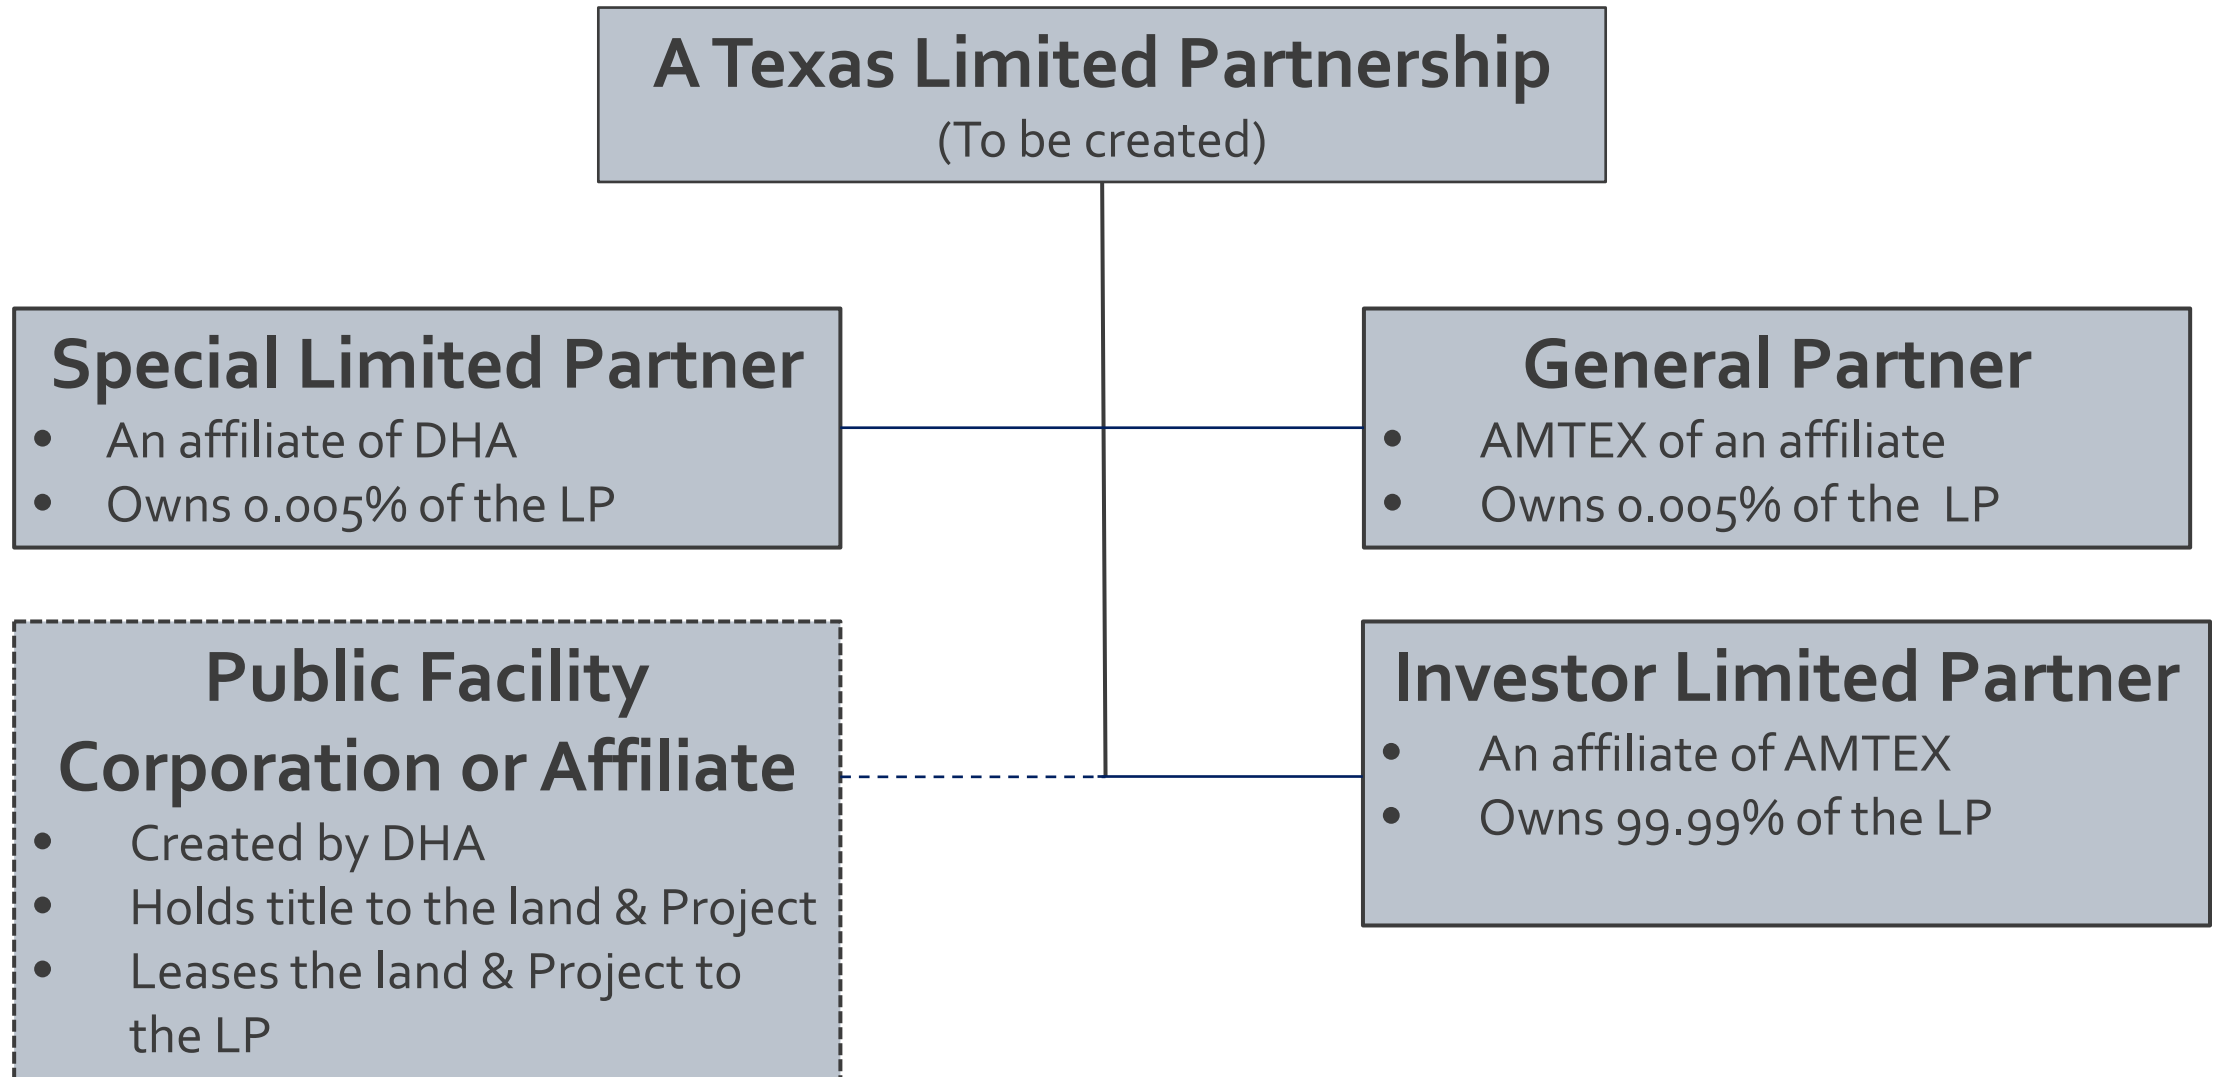 A Texas Limited Partnership
(To be created)
Special Limited Partner
• An affiliate of DHA
• Owns 0.005% of the LP
General Partner
• AMTEX of an affiliate
• Owns 0.005% of the LP
Public Facility
Corporation or Affiliate
• Created by DHA
• Holds title to the land & Project
• Leases the land & Project to
the LP
Investor Limited Partner
• An affiliate of AMTEX
• Owns 99.99% of the LP